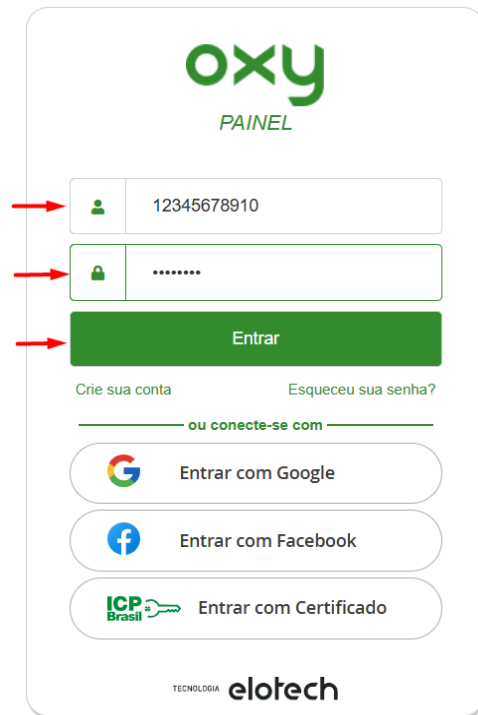 oxy
PAINEL
12345678910
••••••••
Entrar
Crie sua conta Esqueceu sua senha?
ou conecte-se com
Entrar com Google
Entrar com Facebook
ICP Brasil Entrar com Certificado
TECNOLOGIA elotech